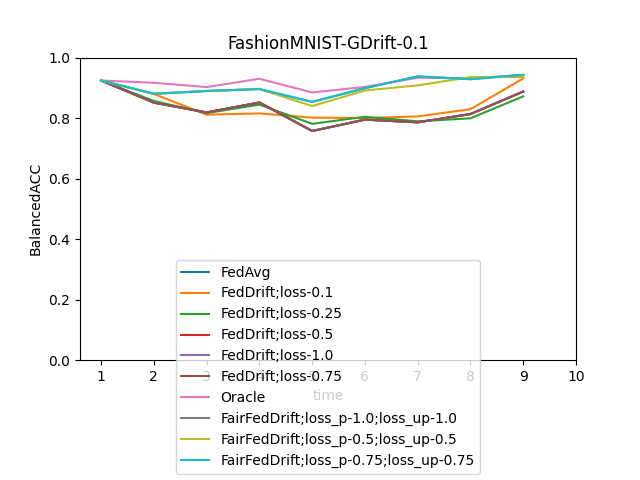 FashionMNIST-GDrift-0.1
1.0
0.8
0.6
0.4
0.2
0.0
BalancedACC
FedAvg
FedDrift;loss-0.1
FedDrift;loss-0.25
FedDrift;loss-0.5
FedDrift;loss-1.0
FedDrift;loss-0.75
Oracle
FairFedDrift;loss_p-1.0;loss_up-1.0
FairFedDrift;loss_p-0.5;loss_up-0.5
FairFedDrift;loss_p-0.75;loss_up-0.75
1 2 3 4 5 6 7 8 9 10
time